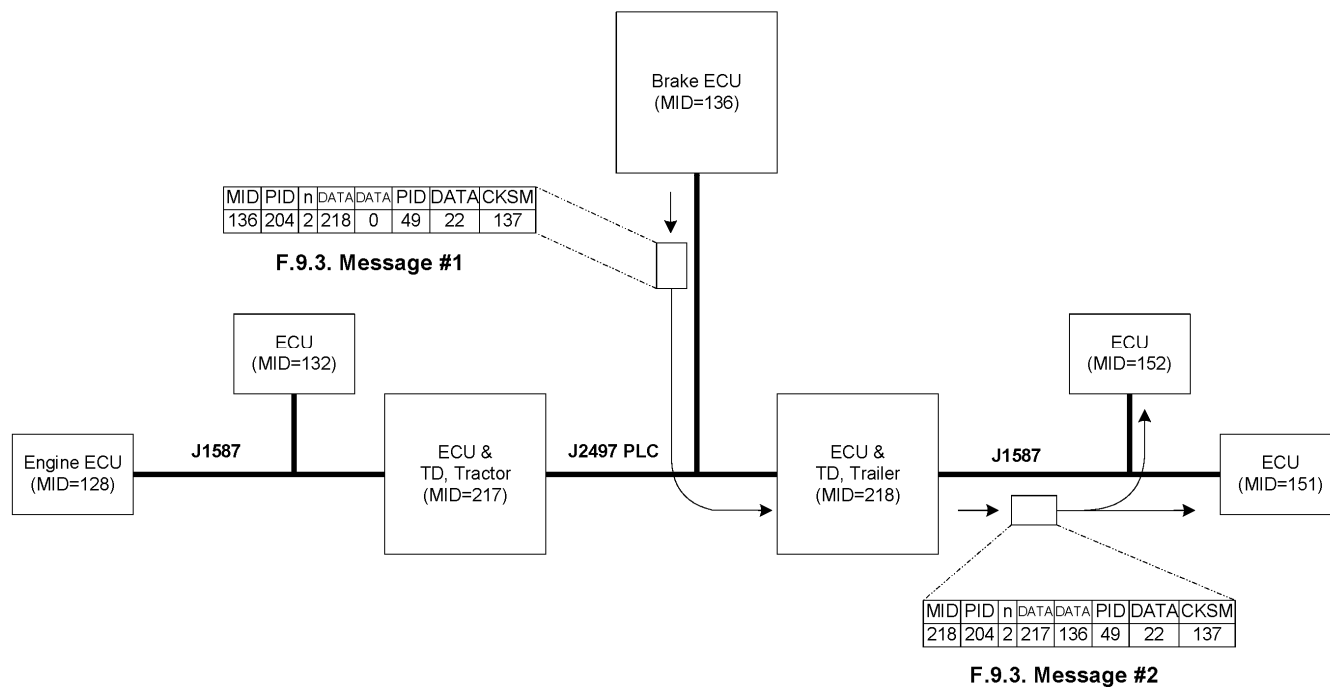 Brake ECU
(MID=136)
MID PID n DATA DATA PID DATA CKSM
136 204 2 218 0 49 22 137
F.9.3. Message #1
ECU
(MID=132)
ECU
(MID=152)
Engine ECU
(MID=128)
J1587
ECU &
TD, Tractor
(MID=217)
J2497 PLC
ECU &
TD, Trailer
(MID=218)
J1587
ECU
(MID=151)
MID PID n DATA DATA PID DATA CKSM
218 204 2 217 136 49 22 137
F.9.3. Message #2